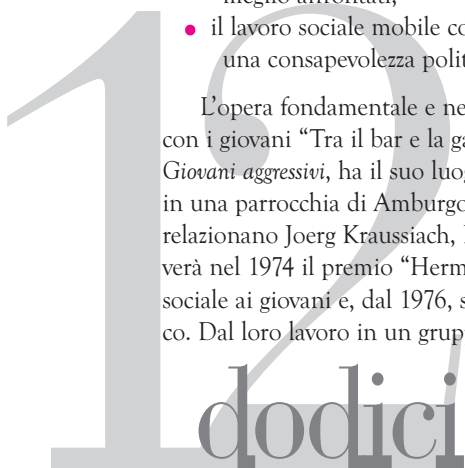 meglio affrontati;
• il lavoro sociale mobile co
una consapevolezza polit
L'opera fondamentale e ne
con i giovani “Tra il bar e la ga
Giovani aggressivi, ha il suo luog
in una parrocchia di Amburgo
relazionano Joerg Kraussiach,
verà nel 1974 il premio “Herm
sociale ai giovani e, dal 1976, s
co. Dal loro lavoro in un grup
12
dodici